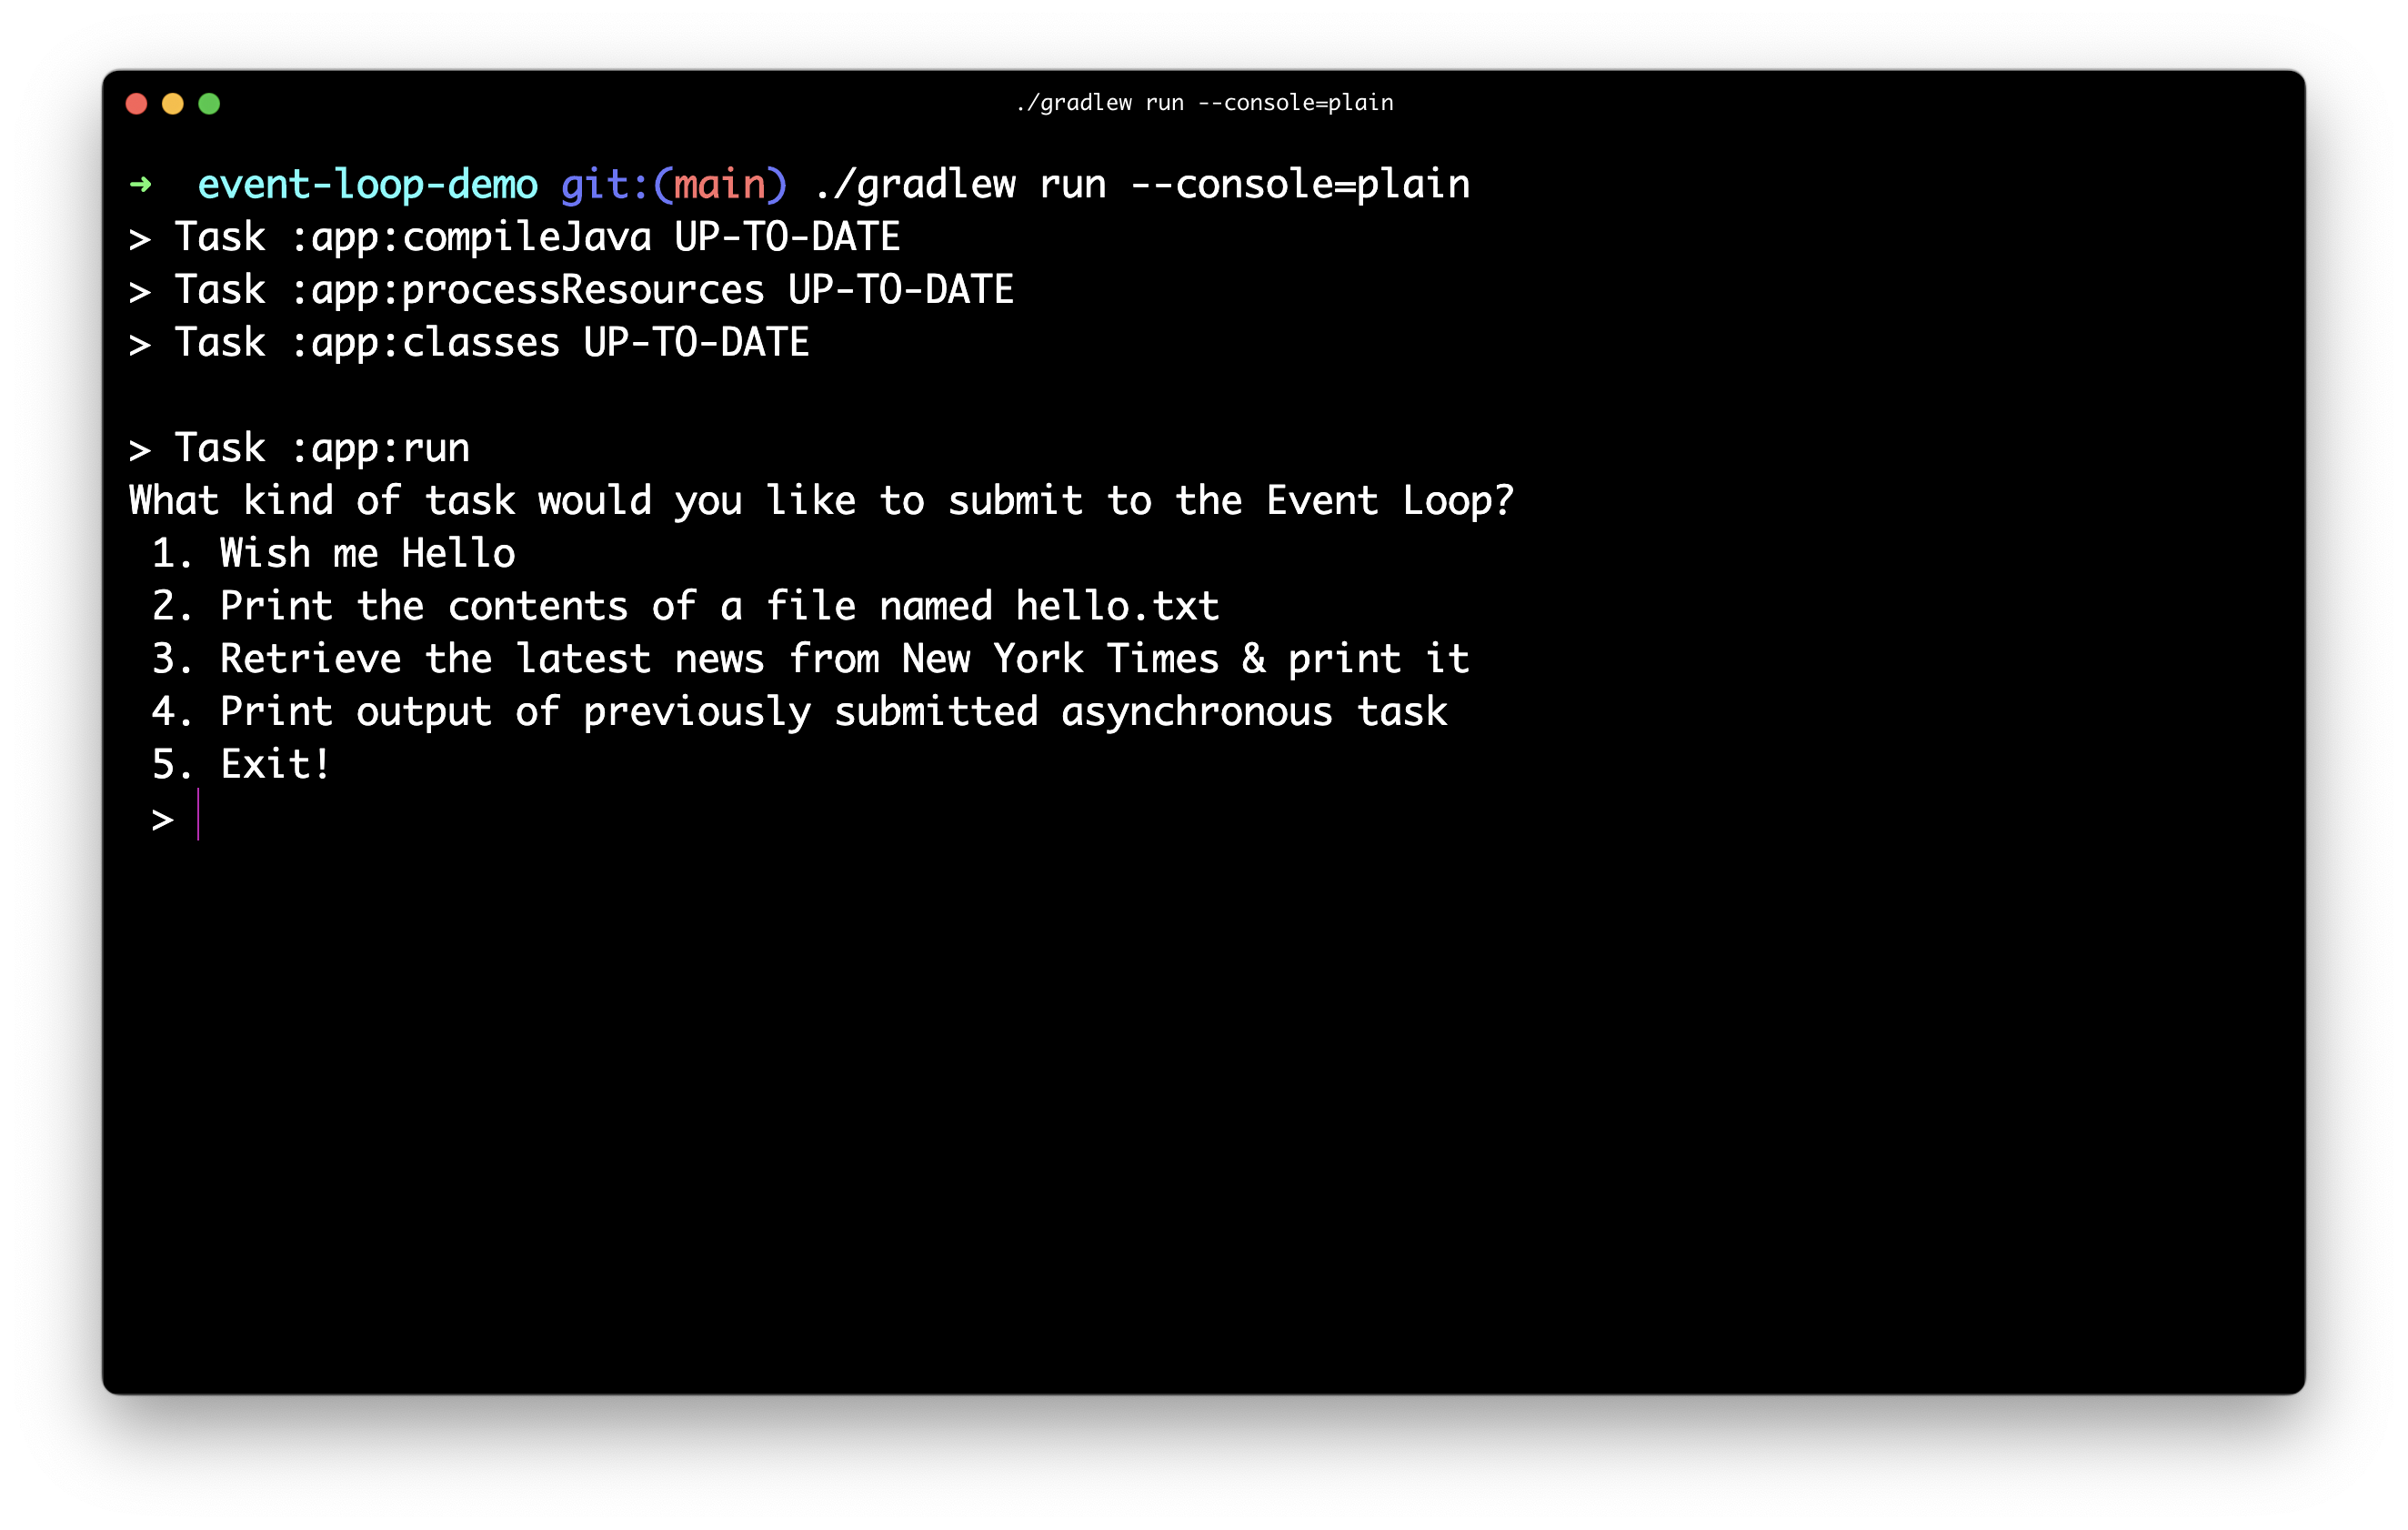 ./gradlew run --console=plain
➜  event-loop-demo git:(main) ./gradlew run --console=plain
> Task :app:compileJava UP-TO-DATE
> Task :app:processResources UP-TO-DATE
> Task :app:classes UP-TO-DATE
> Task :app:run
What kind of task would you like to submit to the Event Loop?
 1. Wish me Hello
 2. Print the contents of a file named hello.txt
 3. Retrieve the latest news from New York Times & print it
 4. Print output of previously submitted asynchronous task
 5. Exit!
 >